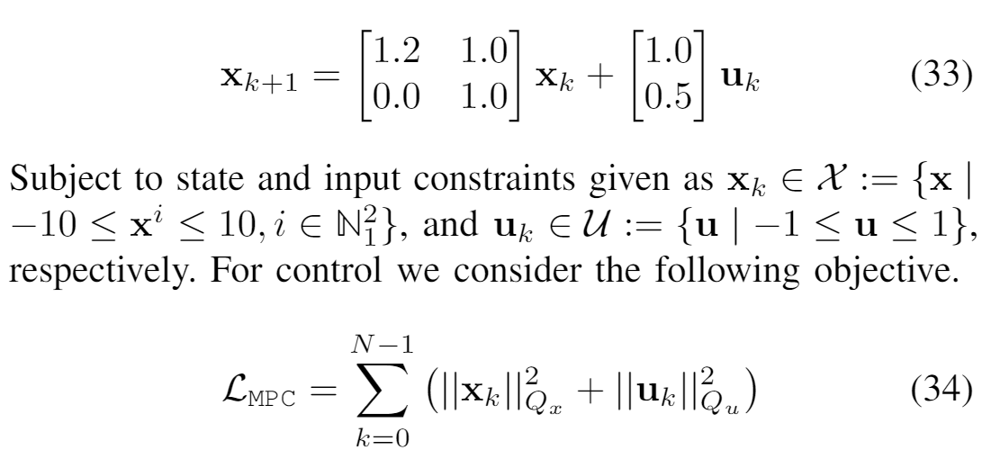 $\mathbf{x}_{k+1} = \begin{bmatrix} 1.2 & 1.0 \\ 0.0 & 1.0 \end{bmatrix} \mathbf{x}_k + \begin{bmatrix} 1.0 \\ 0.5 \end{bmatrix} \mathbf{u}_k$ (33)
Subject to state and input constraints given as $\mathbf{x}_k \in \mathcal{X} := \{\mathbf{x} \mid$
$-10 \leq \mathbf{x}^i \leq 10, i \in \mathbb{N}_1^2\}$, and $\mathbf{u}_k \in \mathcal{U} := \{\mathbf{u} \mid -1 \leq \mathbf{u} \leq 1\}$,
respectively. For control we consider the following objective.
$\mathcal{L}_{\texttt{MPC}} = \sum_{k=0}^{N-1} \left( ||\mathbf{x}_k||_{Q_x}^2 + ||\mathbf{u}_k||_{Q_u}^2 \right)$ (34)